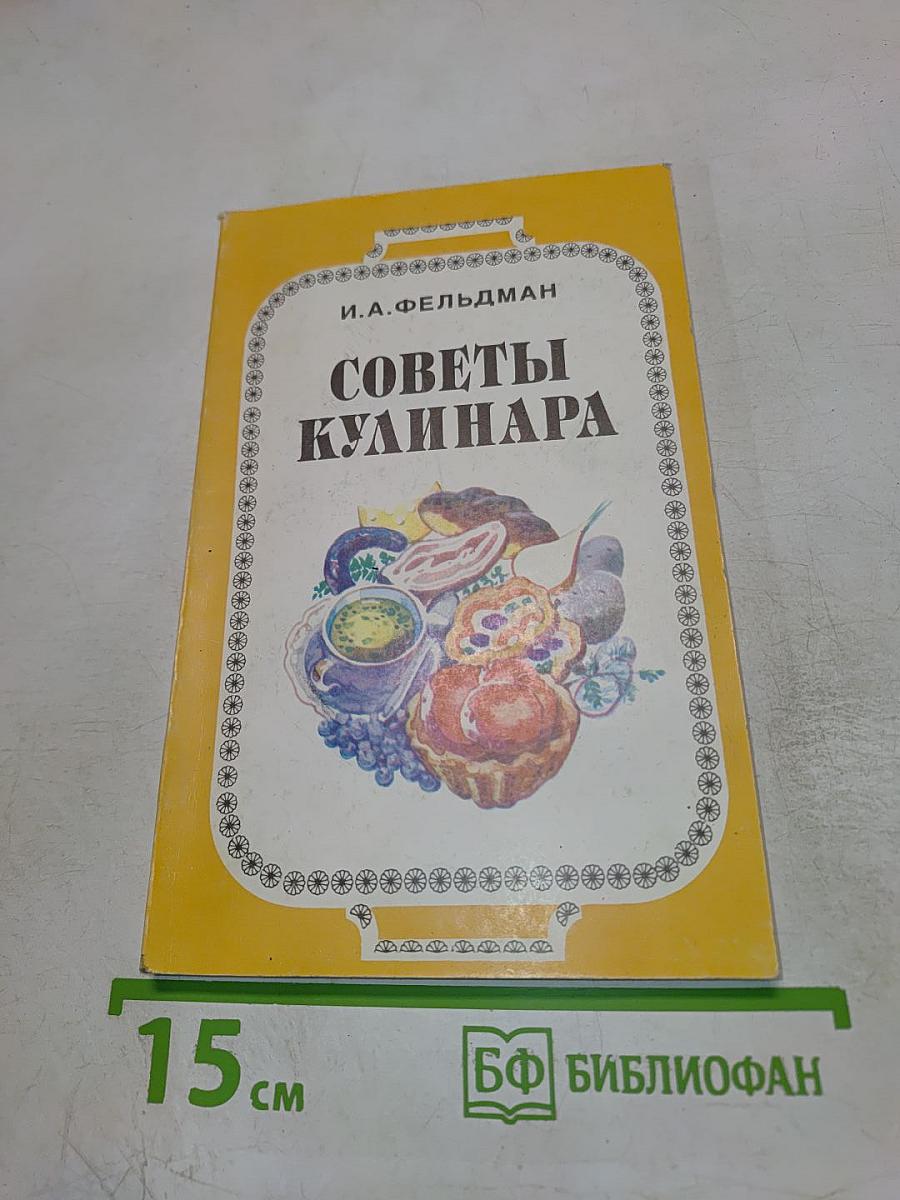 И.А.ФЕЛЬДМАН
СОВЕТЫ
КУЛИНАРА
15 см
БФ БИБЛИОФАН